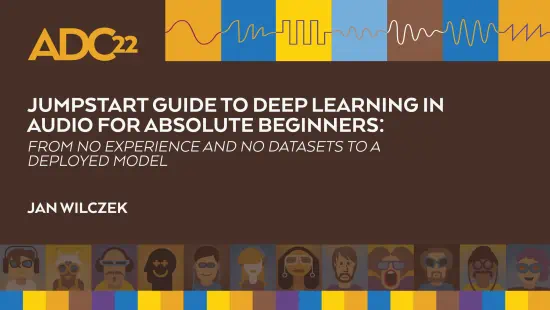 ADC22
JUMPSTART GUIDE TO DEEP LEARNING IN
AUDIO FOR ABSOLUTE BEGINNERS:
FROM NO EXPERIENCE AND NO DATASETS TO A
DEPLOYED MODEL
JAN WILCZEK